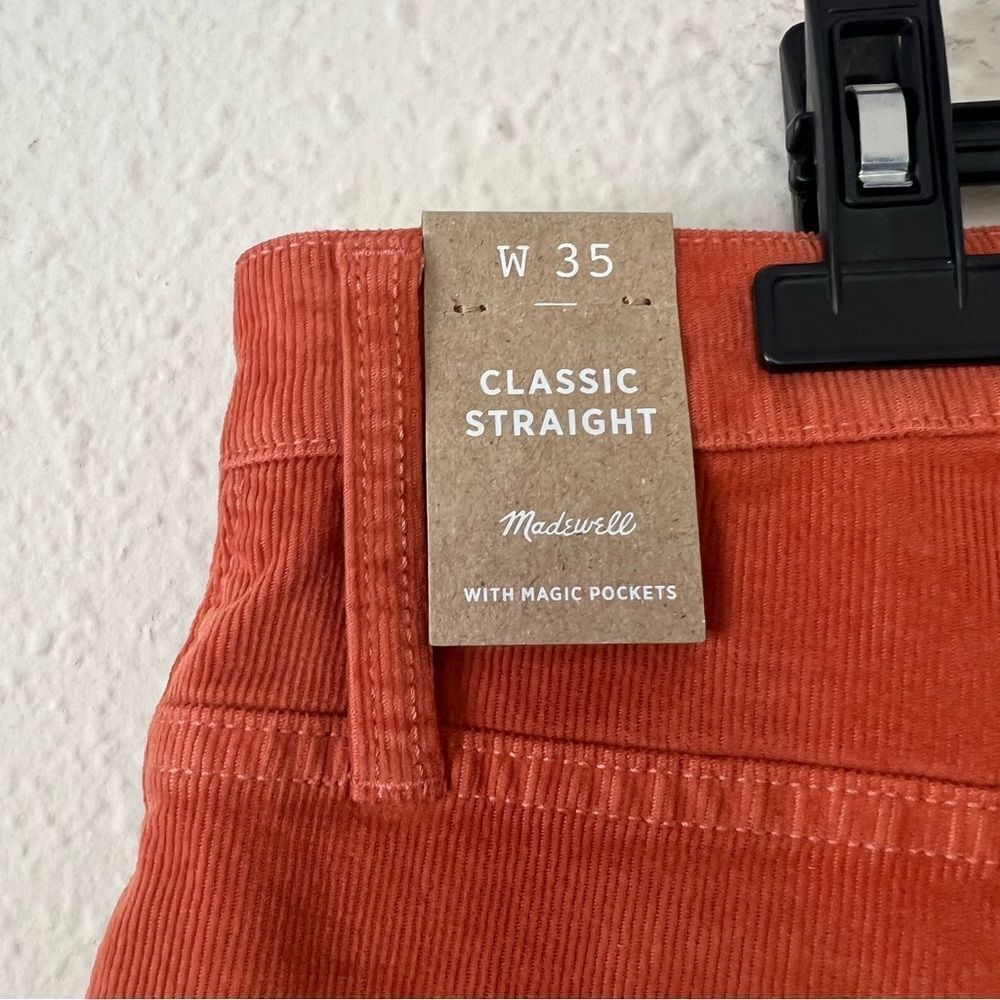 W 35
CLASSIC
STRAIGHT
Madewell
WITH MAGIC POCKETS